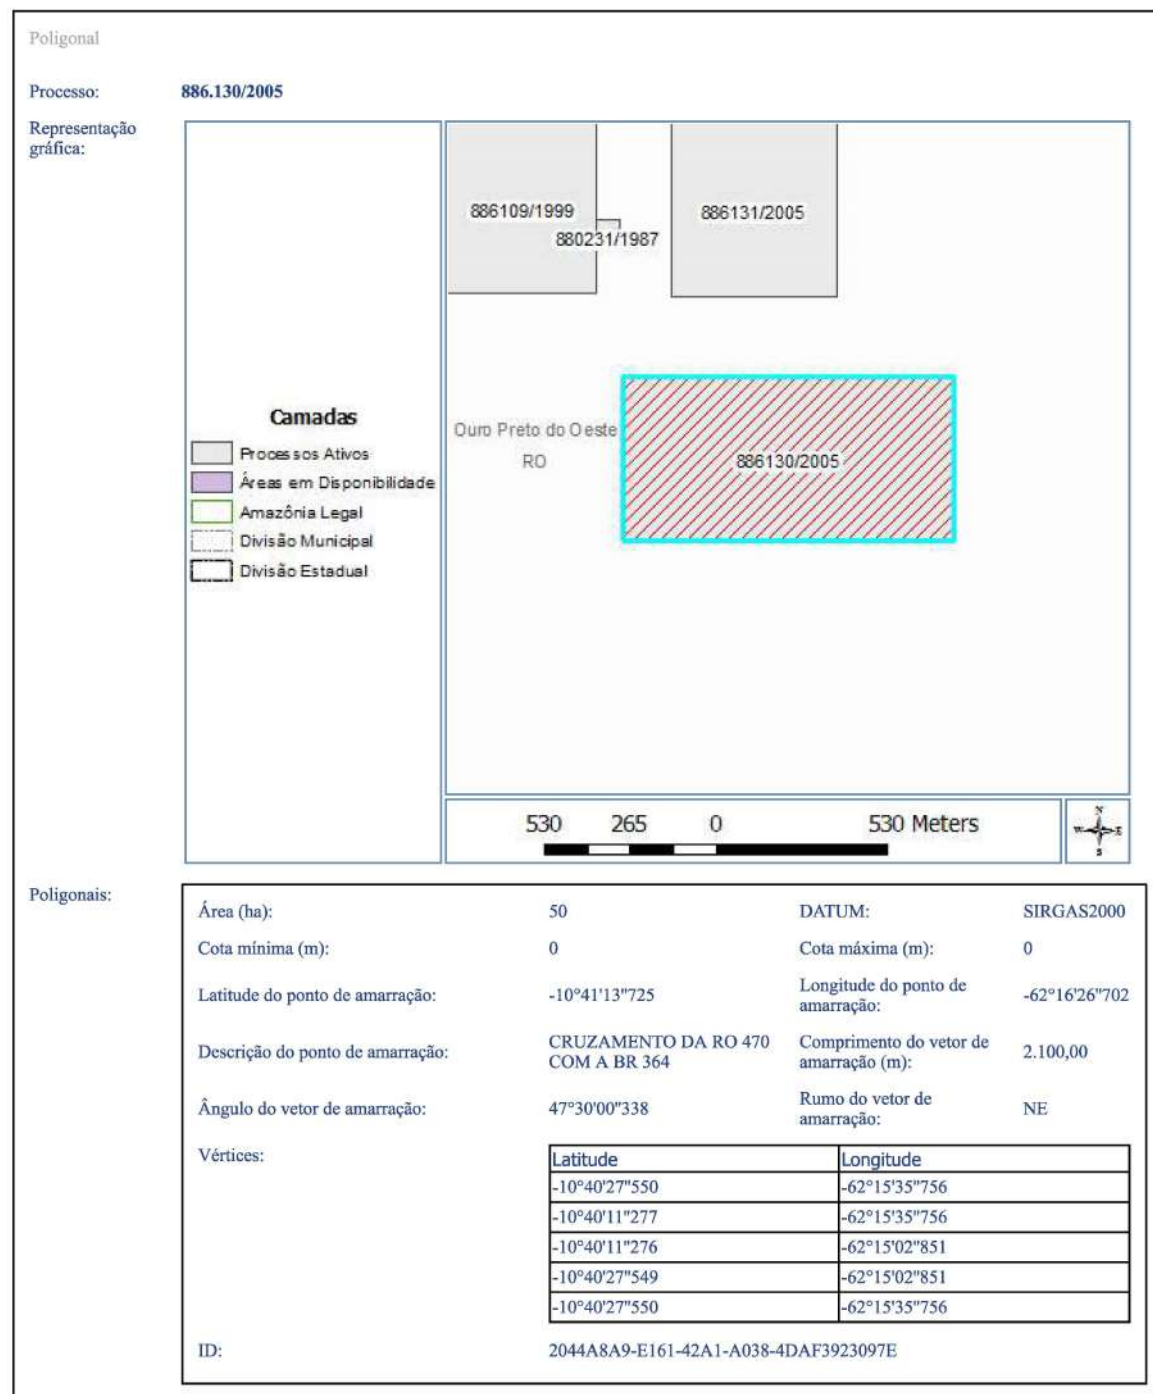 Poligonal
Processo: 886.130/2005
Representação
gráfica:
886109/1999
880231/1987
886131/2005
Camadas
Processos Ativos
Áreas em Disponibilidade
Amazônia Legal
Divisão Municipal
Divisão Estadual
Ouro Preto do Oeste
RO
886130/2005
530 265 0 530 Meters
N
W E
S
Poligonais:
Área (ha): 50 DATUM: SIRGAS2000
Cota mínima (m): 0 Cota máxima (m): 0
Latitude do ponto de amarração: -10°41'13"725 Longitude do ponto de
amarração: -62°16'26"702
Descrição do ponto de amarração: CRUZAMENTO DA RO 470
COM A BR 364
Comprimento do vetor de
amarração (m): 2.100,00
Ângulo do vetor de amarração: 47°30'00"338 Rumo do vetor de
amarração: NE
Vértices:
Latitude Longitude
-10°40'27"550 -62°15'35"756
-10°40'11"277 -62°15'35"756
-10°40'11"276 -62°15'02"851
-10°40'27"549 -62°15'02"851
-10°40'27"550 -62°15'35"756
ID: 2044A8A9-E161-42A1-A038-4DAF3923097E